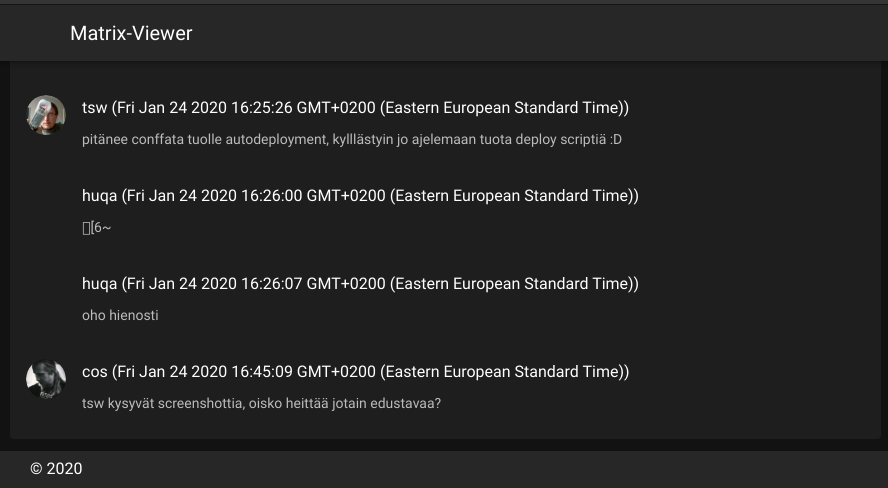 Matrix-Viewer
tsw (Fri Jan 24 2020 16:25:26 GMT+0200 (Eastern European Standard Time))
pitänee conffata tuolle autodeployment, kylllästyin jo ajelemaan tuota deploy scriptiä :D
huqa (Fri Jan 24 2020 16:26:00 GMT+0200 (Eastern European Standard Time))
▯[6~
huqa (Fri Jan 24 2020 16:26:07 GMT+0200 (Eastern European Standard Time))
oho hienosti
cos (Fri Jan 24 2020 16:45:09 GMT+0200 (Eastern European Standard Time))
tsw kysyvät screenshottia, oisko heittää jotain edustavaa?
© 2020